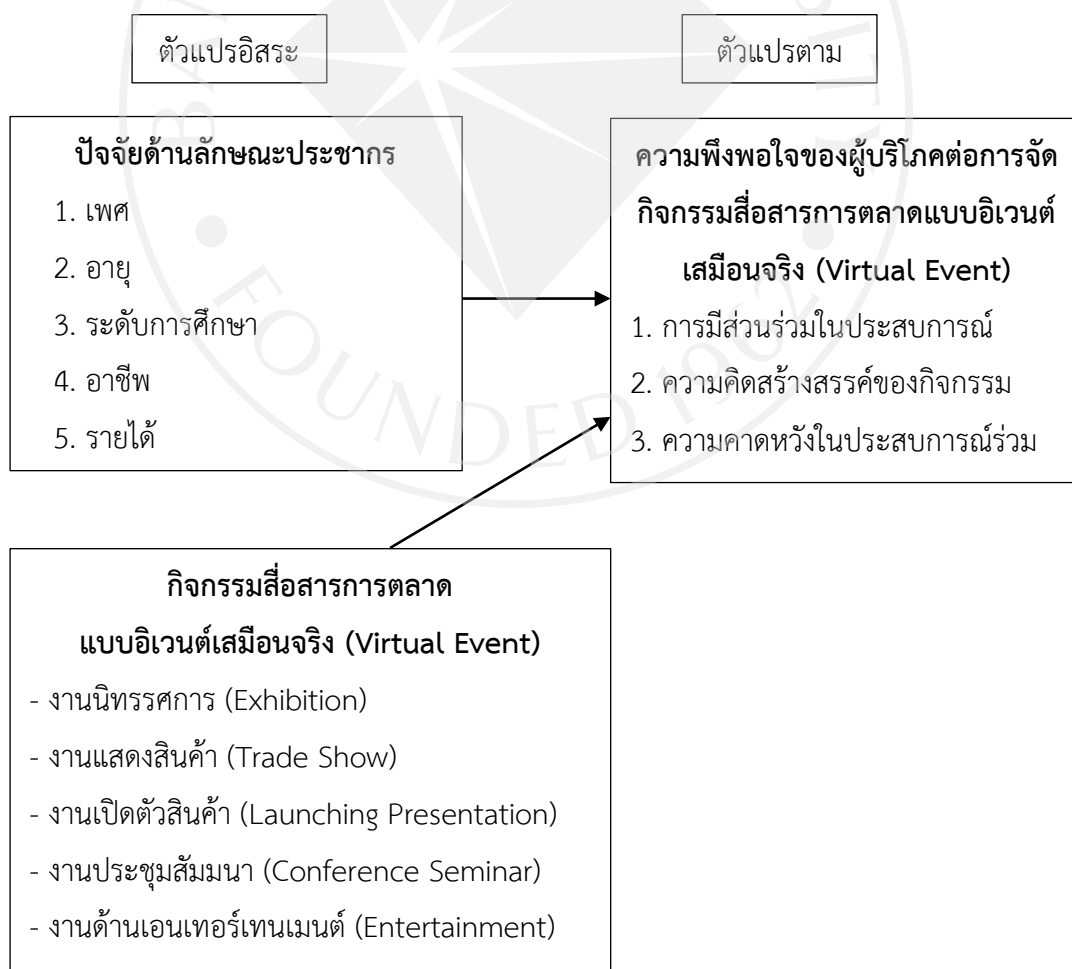 ตัวแปรอิสระ
ตัวแปรตาม
ปัจจัยด้านลักษณะประชากร
1. เพศ
2. อายุ
3. ระดับการศึกษา
4. อาชีพ
5. รายได้
ความพึงพอใจของผู้บริโภคต่อการจัด
กิจกรรมสื่อสารการตลาดแบบอิเวนต์
เสมือนจริง (Virtual Event)
1. การมีส่วนร่วมในประสบการณ์
2. ความคิดสร้างสรรค์ของกิจกรรม
3. ความคาดหวังในประสบการณ์ร่วม
กิจกรรมสื่อสารการตลาด
แบบอิเวนต์เสมือนจริง (Virtual Event)
- งานนิทรรศการ (Exhibition)
- งานแสดงสินค้า (Trade Show)
- งานเปิดตัวสินค้า (Launching Presentation)
- งานประชุมสัมมนา (Conference Seminar)
- งานด้านเอนเทอร์เทนเมนต์ (Entertainment)
FOUNDED 1962